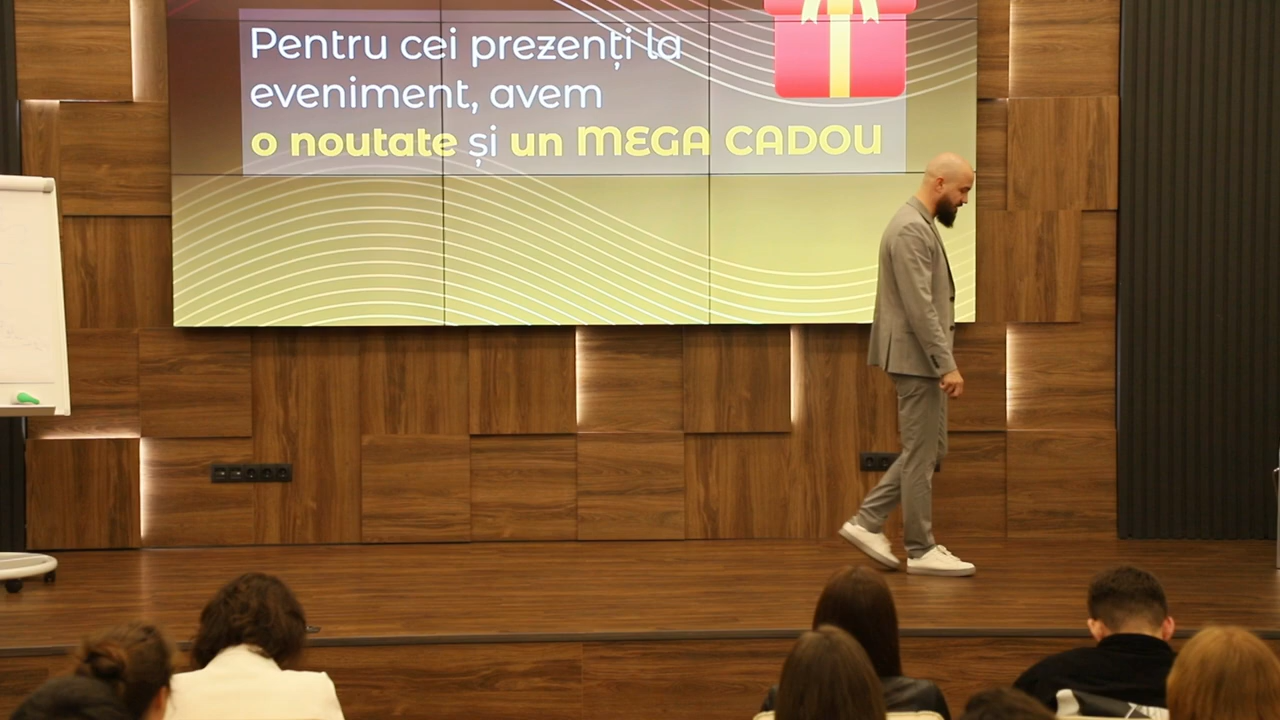 Pentru cei prezenți la
eveniment, avem
o noutate și un MEGA CADOU